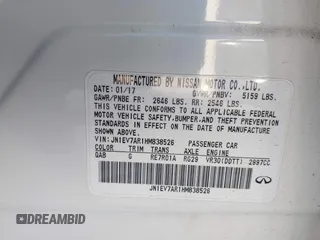 MANUFACTURED BY NISSAN MOTOR CO.,LTD.
DATE: 01/17 GVWR/PNBV: 5159 LBS.
GAWR/PNBE FR: 2646 LBS. RR: 2546 LBS.
THIS VEHICLE CONFORMS TO ALL APPLICABLE FEDERAL
MOTOR VEHICLE SAFETY,BUMPER,AND THEFT PREVENTION
STANDARDS IN EFFECT ON THE DATE OF MANUFACTURE
SHOWN ABOVE.
VIN: JN1EV7AR1HM838526 PASSENGER CAR
COLOR TRIM TRANS AXLE ENGINE
QAB G RE7R01A RG29 VR30(DDTT) 2997CC
JN1EV7AR1HM838526